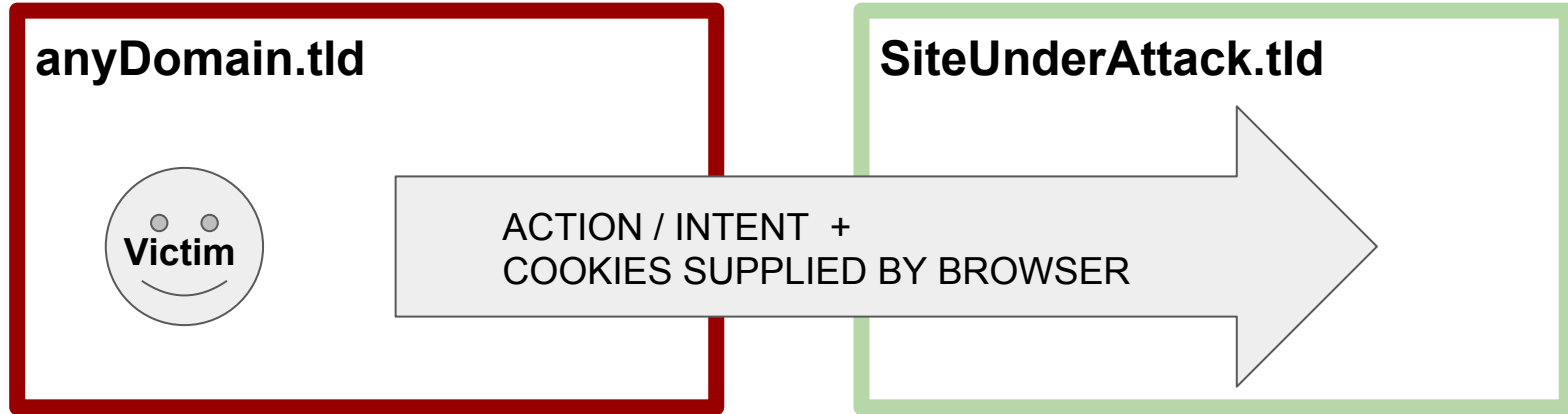 anyDomain.tld
SiteUnderAttack.tld
Victim
ACTION / INTENT +
COOKIES SUPPLIED BY BROWSER